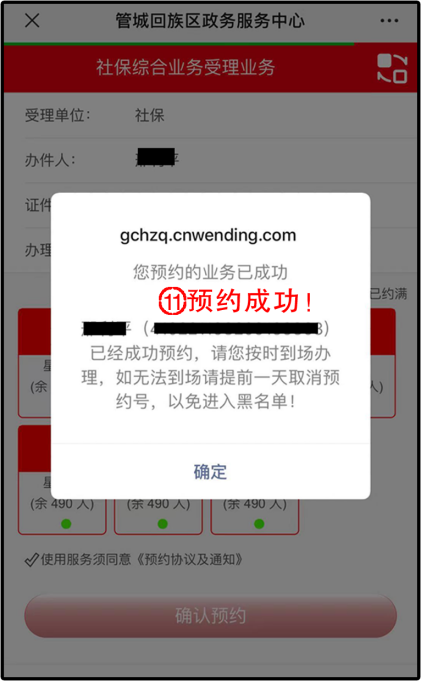 管城回族区政务服务中心
社保综合业务受理业务
受理单位: 社保
办件人: 平
证件
办理
已约满
gchzq.cnwending.com
您预约的业务已成功
⑪预约成功!
平 (4 3)
已经成功预约，请您按时到场办
理，如无法到场请提前一天取消预
约号，以免进入黑名单!
确定
星 人)
(余
星
(余 490 人) (余 490 人) (余 490 人)
使用服务须同意《预约协议及通知》
确认预约